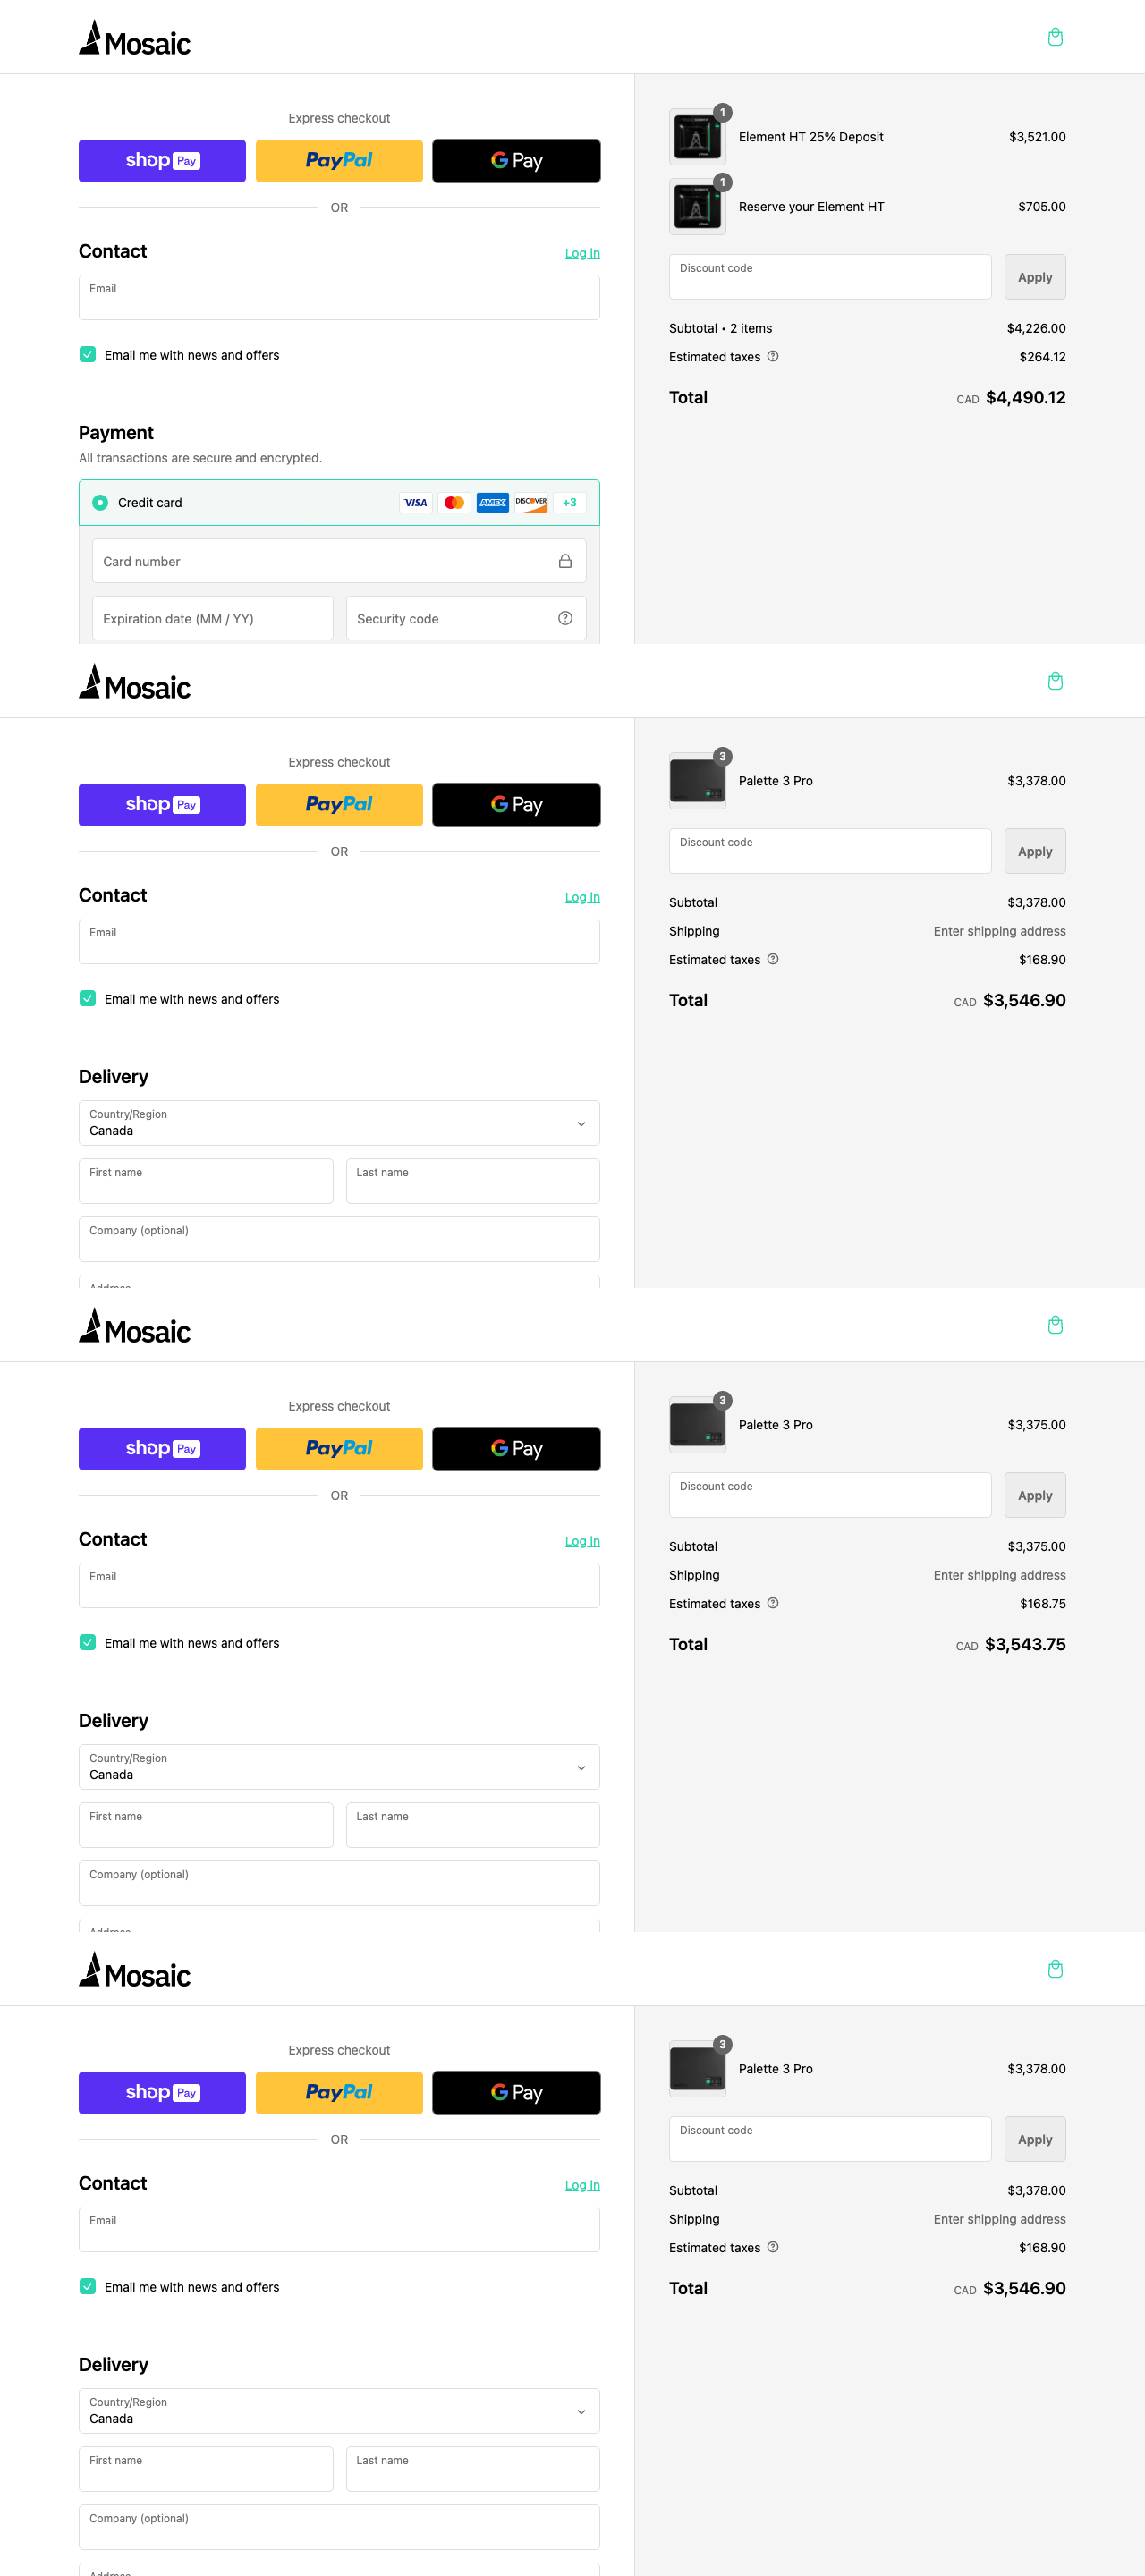 Mosaic
Express checkout
shop Pay
PayPal
G Pay
OR
Contact
Log in
Email
Email me with news and offers
Payment
All transactions are secure and encrypted.
Credit card
VISA
AMEX
DISCOVER
+3
Card number
Expiration date (MM / YY)
Security code
1
Element HT 25% Deposit
$3,521.00
1
Reserve your Element HT
$705.00
Discount code
Apply
Subtotal • 2 items
$4,226.00
Estimated taxes
$264.12
Total
CAD $4,490.12
Mosaic
Express checkout
shop Pay
PayPal
G Pay
OR
Contact
Log in
Email
Email me with news and offers
Delivery
Country/Region
Canada
First name
Last name
Company (optional)
Address
3
Palette 3 Pro
$3,378.00
Discount code
Apply
Subtotal
$3,378.00
Shipping
Enter shipping address
Estimated taxes
$168.90
Total
CAD $3,546.90
Mosaic
Express checkout
shop Pay
PayPal
G Pay
OR
Contact
Log in
Email
Email me with news and offers
Delivery
Country/Region
Canada
First name
Last name
Company (optional)
Address
3
Palette 3 Pro
$3,375.00
Discount code
Apply
Subtotal
$3,375.00
Shipping
Enter shipping address
Estimated taxes
$168.75
Total
CAD $3,543.75
Mosaic
Express checkout
shop Pay
PayPal
G Pay
OR
Contact
Log in
Email
Email me with news and offers
Delivery
Country/Region
Canada
First name
Last name
Company (optional)
Address
3
Palette 3 Pro
$3,378.00
Discount code
Apply
Subtotal
$3,378.00
Shipping
Enter shipping address
Estimated taxes
$168.90
Total
CAD $3,546.90